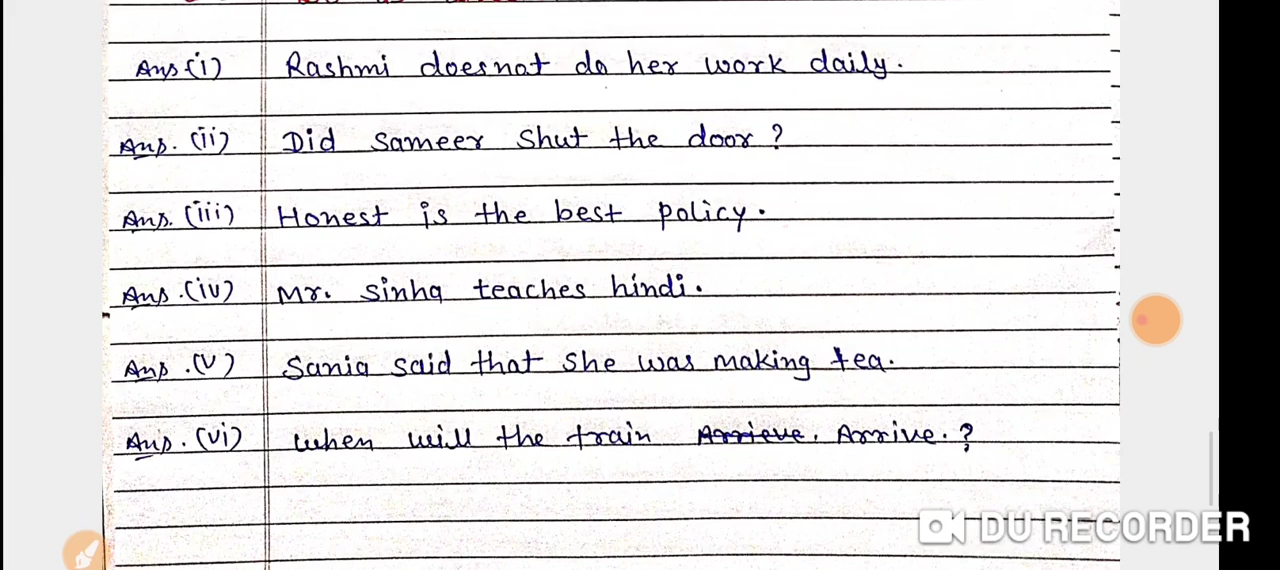 Ans (i) Rashmi doesnot do her work daily.
Ans. (ii) Did Sameer Shut the door?
Ans. (iii) Honest is the best policy.
Ans. (iv) Mr. Sinha teaches hindi.
Ans. (v) Sania said that she was making tea.
Ans. (vi) When will the train Arrieve. Arrive. ?
DU RECORDER